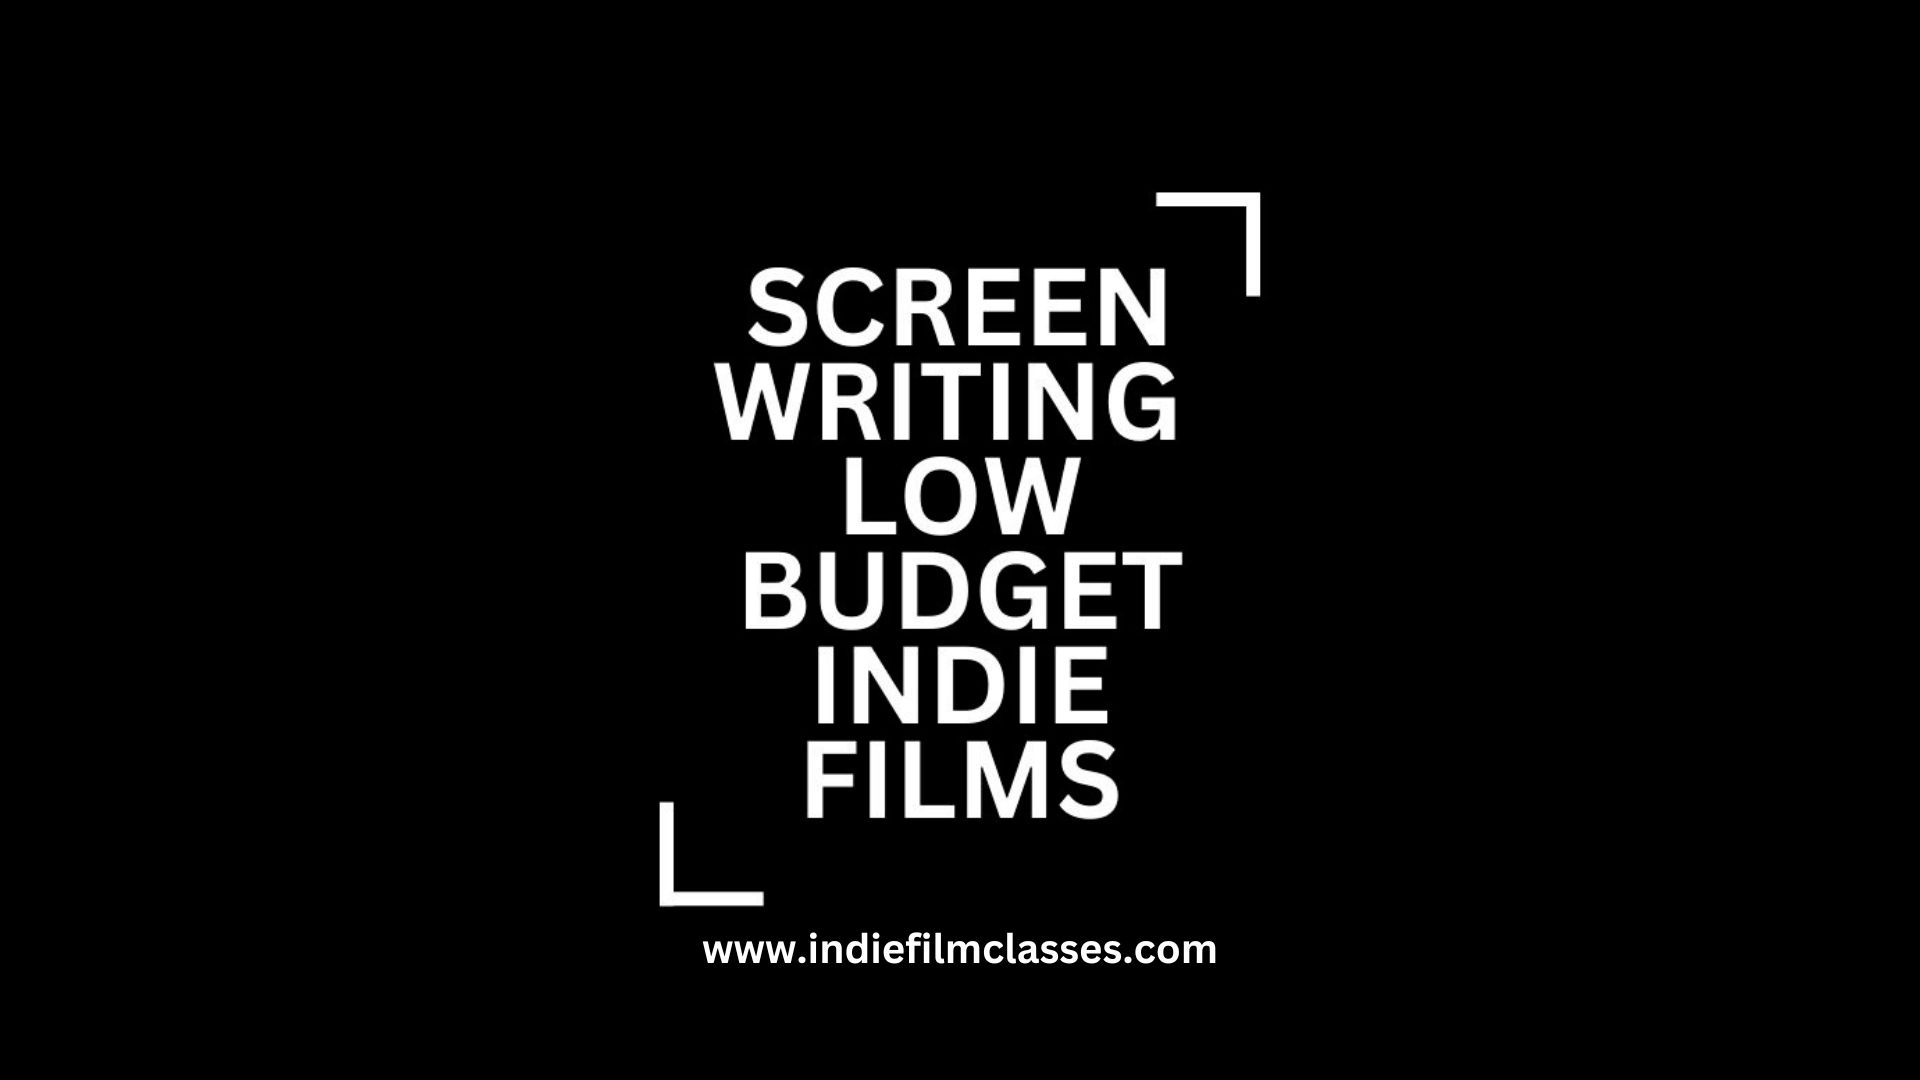 SCREEN
WRITING
LOW
BUDGET
INDIE
FILMS
www.indiefilmclasses.com